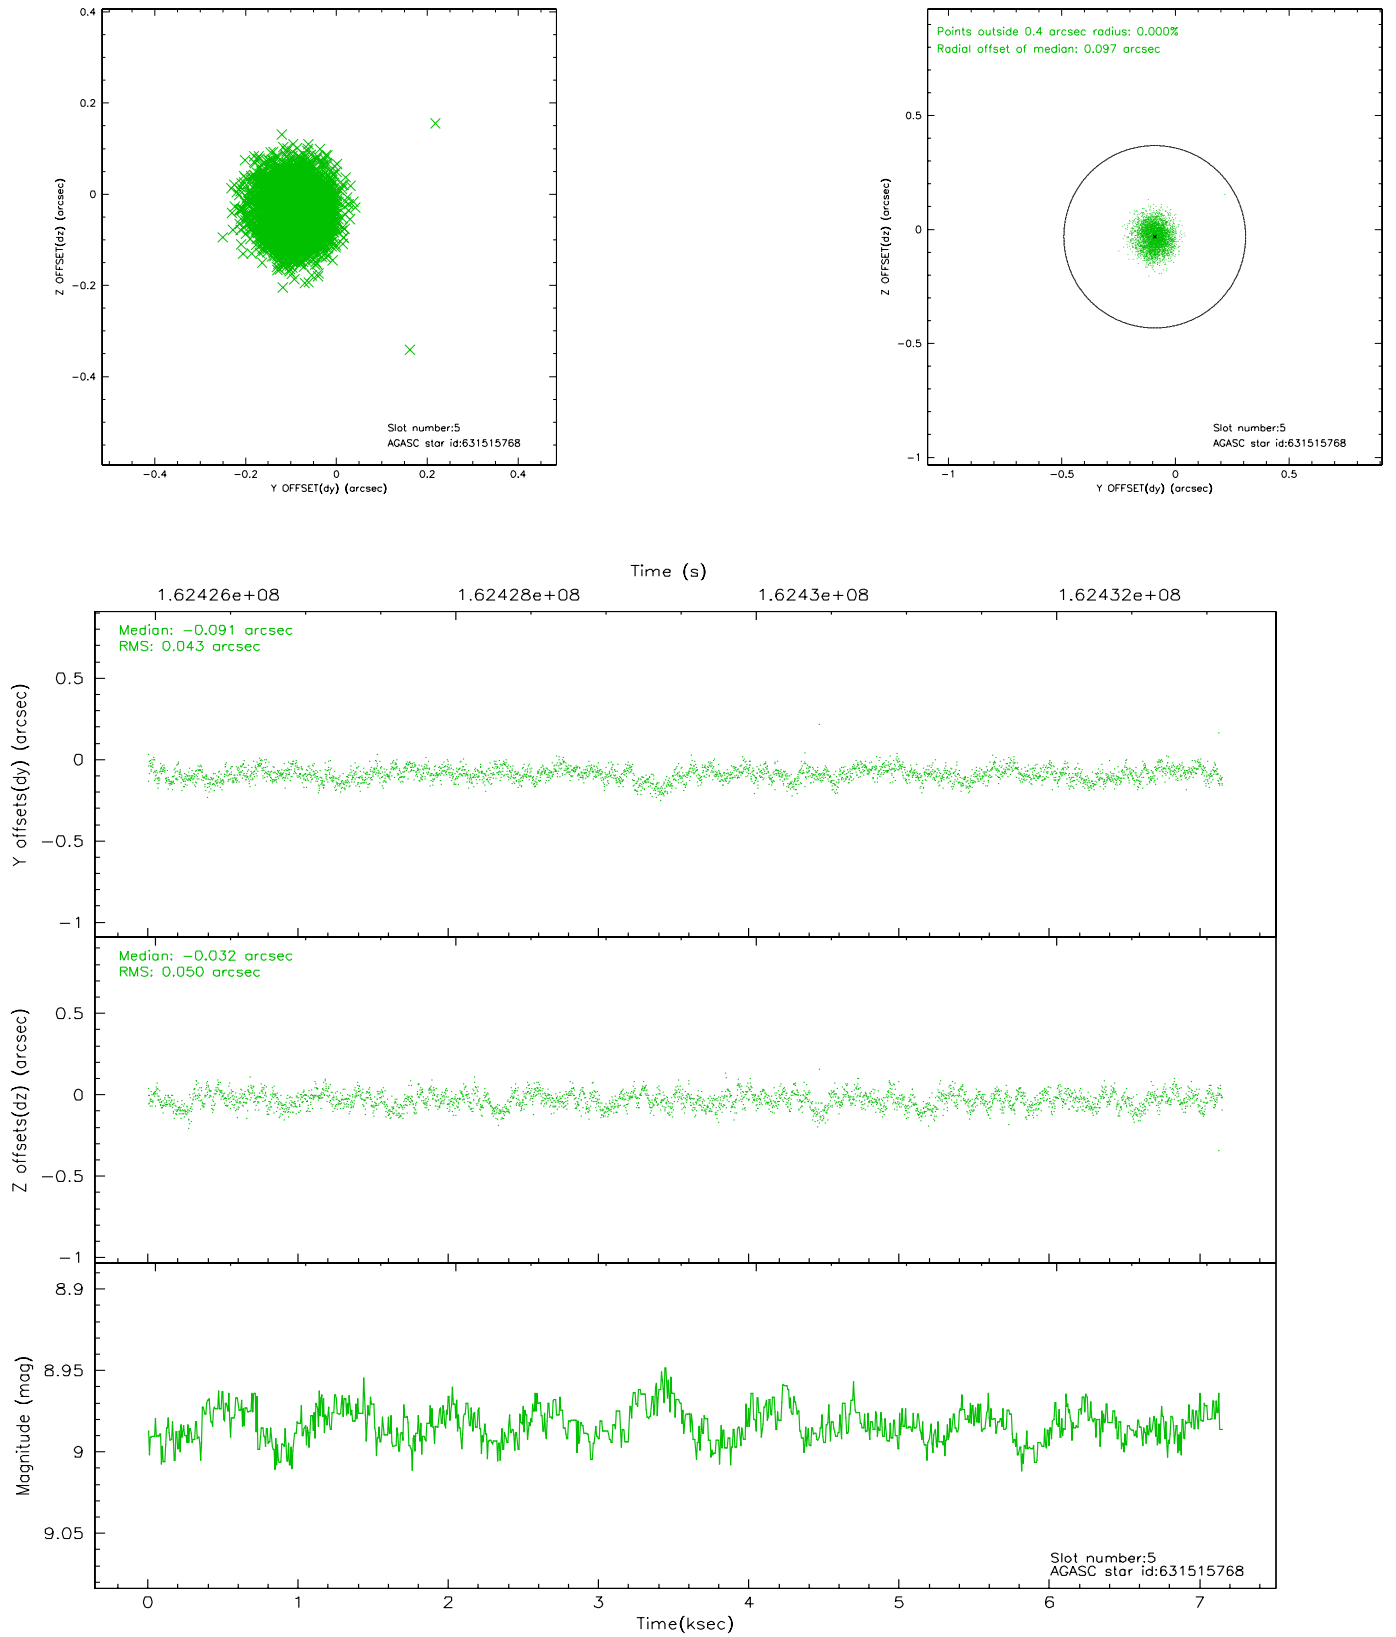 0.4
0.2
0
−0.2
−0.4
Z OFFSET(dz) (arcsec)
Slot number:5
AGASC star id:631515768
−0.4 −0.2 0 0.2 0.4
Y OFFSET(dy) (arcsec)
Points outside 0.4 arcsec radius: 0.000%
Radial offset of median: 0.097 arcsec
0.5
0
−0.5
−1
Z OFFSET(dz) (arcsec)
Slot number:5
AGASC star id:631515768
−1 −0.5 0 0.5
Y OFFSET(dy) (arcsec)
Time (s)
1.62426e+08 1.62428e+08 1.6243e+08 1.62432e+08
Median: −0.091 arcsec
RMS: 0.043 arcsec
0.5
0
−0.5
−1
Y offsets(dy) (arcsec)
Median: −0.032 arcsec
RMS: 0.050 arcsec
0.5
0
−0.5
−1
Z offsets(dz) (arcsec)
8.9
8.95
9
9.05
Magnitude (mag)
Slot number:5
AGASC star id:631515768
0 1 2 3 4 5 6 7
Time(ksec)